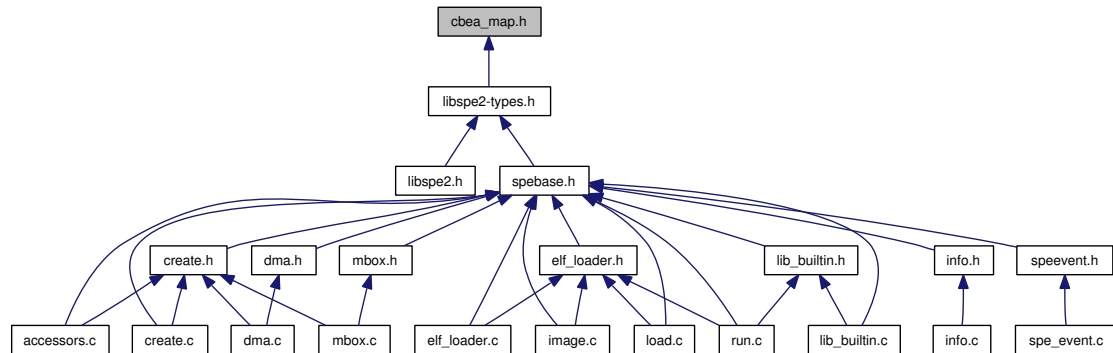 cbea_map.h
libspe2-types.h
libspe2.h
spebase.h
create.h
dma.h
mbox.h
elf_loader.h
lib_builtin.h
info.h
speevent.h
accessors.c
create.c
dma.c
mbox.c
elf_loader.c
image.c
load.c
run.c
lib_builtin.c
info.c
spe_event.c